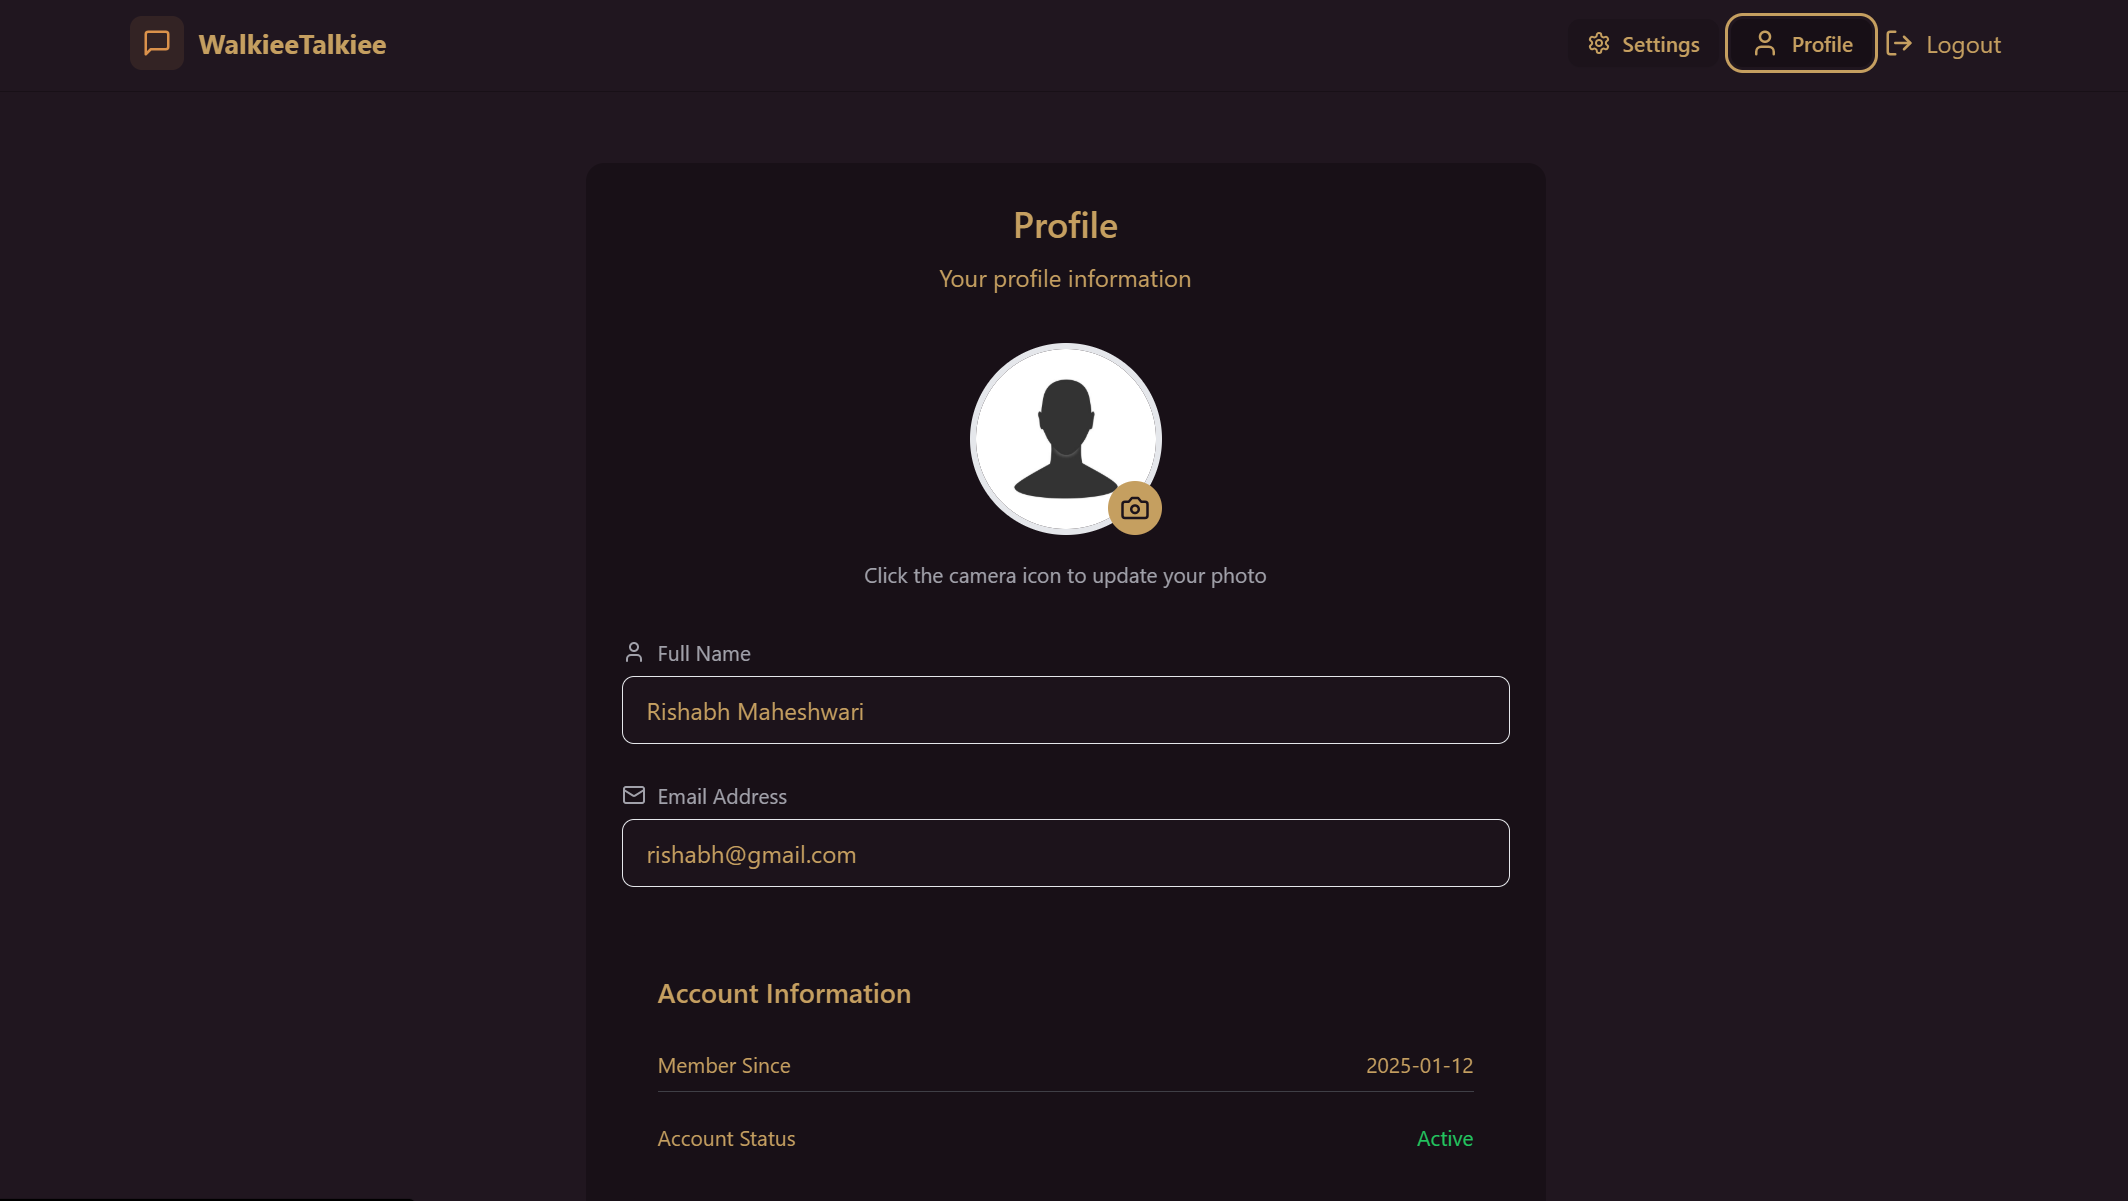 WalkieeTalkiee
Settings
Profile
Logout
Profile
Your profile information
Click the camera icon to update your photo
Full Name
Rishabh Maheshwari
Email Address
rishabh@gmail.com
Account Information
Member Since 2025-01-12
Account Status Active